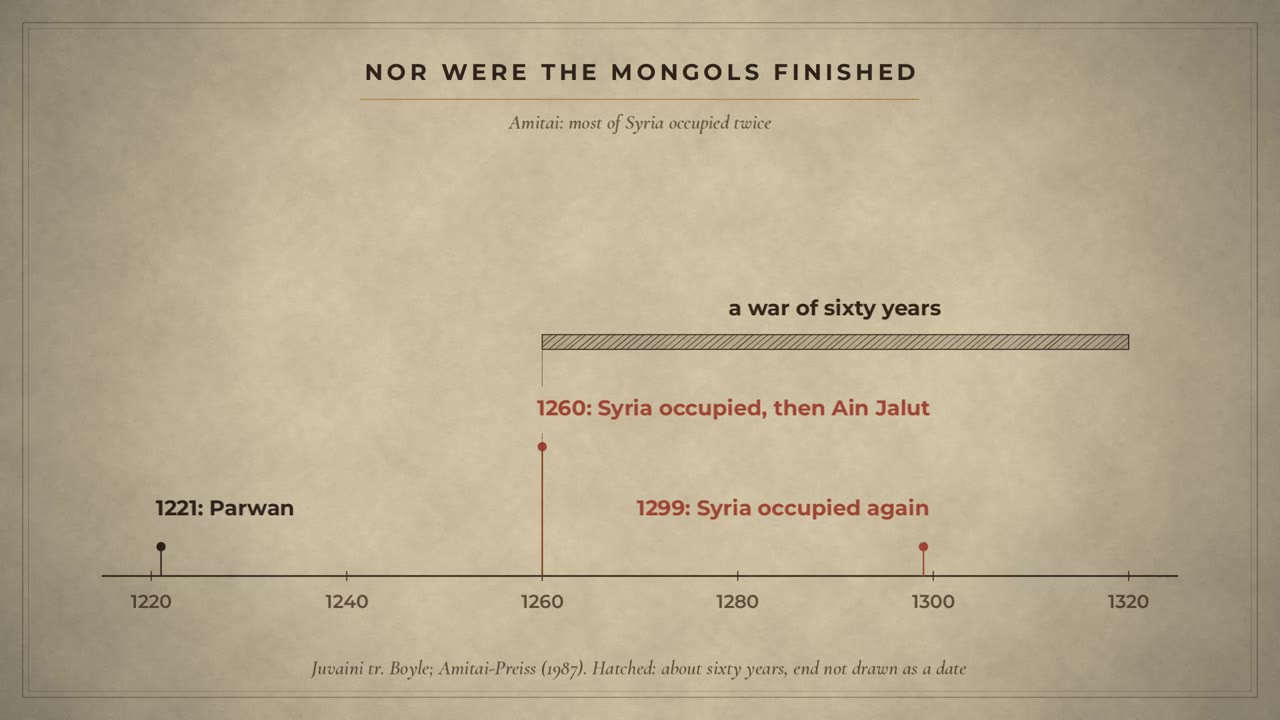 NOR WERE THE MONGOLS FINISHED
Amitai: most of Syria occupied twice
a war of sixty years
1260: Syria occupied, then Ain Jalut
1221: Parwan
1299: Syria occupied again
1220 1240 1260 1280 1300 1320
Juvaini tr. Boyle; Amitai-Preiss (1987). Hatched: about sixty years, end not drawn as a date